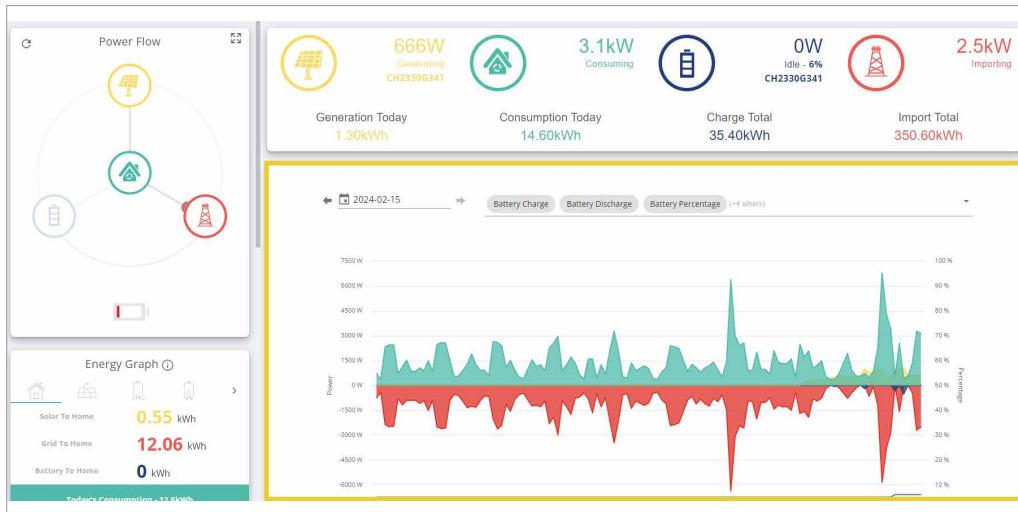 Power Flow
666W
Generating
CH2330G341
3.1kW
Consuming
0W
Idle - 6%
CH2330G341
2.5kW
Importing
Generation Today
1.30kWh
Consumption Today
14.60kWh
Charge Total
35.40kWh
Import Total
350.60kWh
2024-02-15
Battery Charge
Battery Discharge
Battery Percentage
(+4 others)
7500 W
6000 W
4500 W
3000 W
1500 W
0 W
-1500 W
-3000 W
-4500 W
-6000 W
Power
100 %
90 %
80 %
70 %
60 %
50 %
40 %
30 %
20 %
10 %
Percentage
Energy Graph
Solar To Home
0.55 kWh
Grid To Home
12.06 kWh
Battery To Home
0 kWh
Today's Consumption - 12.6kWh